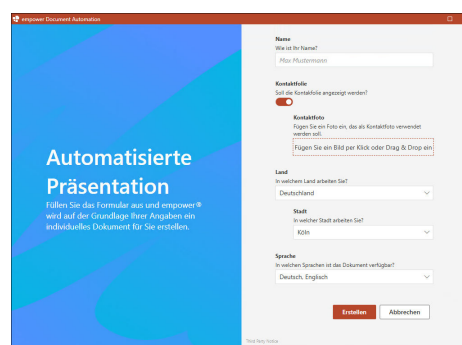 empower Document Automation
Automatisierte
Präsentation
Füllen Sie das Formular aus und empower®
wird auf der Grundlage Ihrer Angaben ein
individuelles Dokument für Sie erstellen.
Name
Wie ist Ihr Name?
Max Mustermann
Kontaktfolie
Soll die Kontaktfolie angezeigt werden?
Kontaktfoto
Fügen Sie ein Foto ein, das als Kontaktfoto verwendet
werden soll.
Fügen Sie ein Bild per Klick oder Drag & Drop ein
Land
In welchem Land arbeiten Sie?
Deutschland
Stadt
In welcher Stadt arbeiten Sie?
Köln
Sprache
In welchen Sprachen ist das Dokument verfügbar?
Deutsch, Englisch
Erstellen
Abbrechen
Third Party Notice